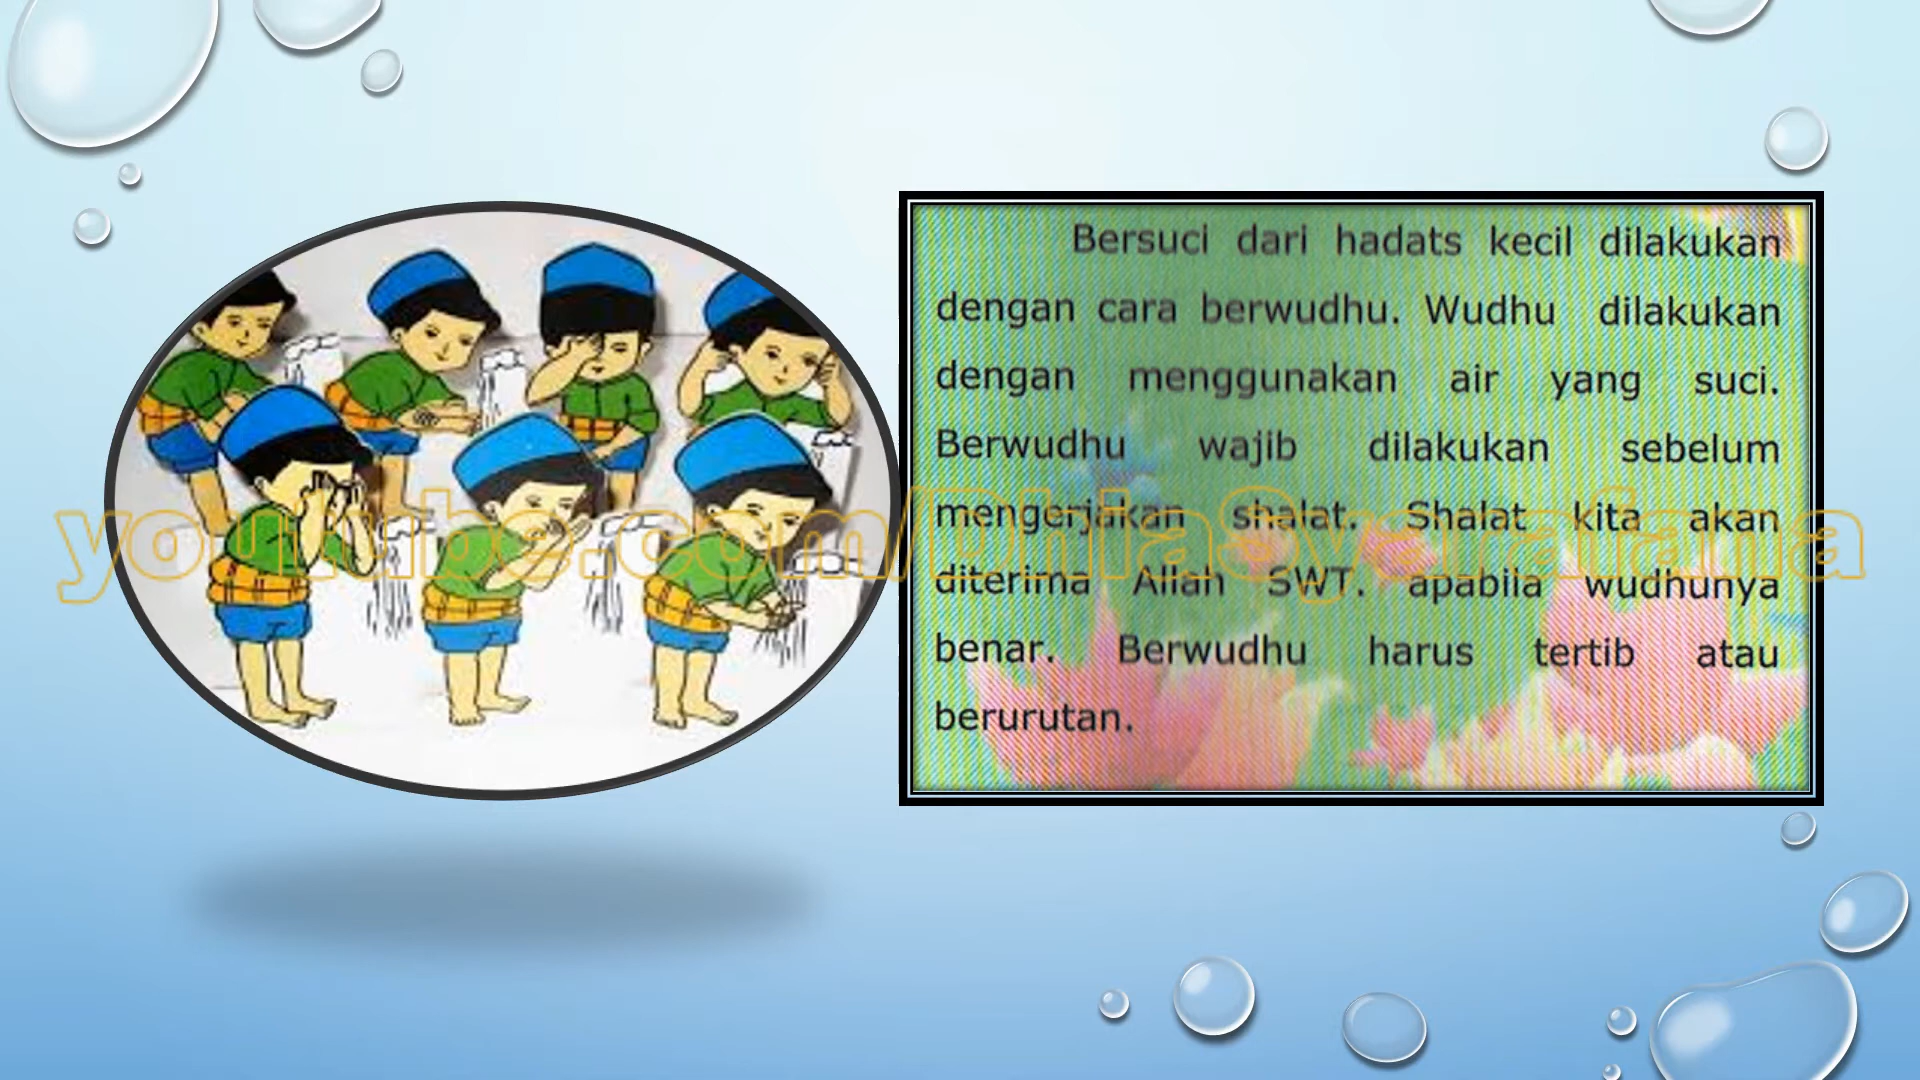 Bersuci dari hadats kecil dilakukan
dengan cara berwudhu. Wudhu dilakukan
dengan menggunakan air yang suci.
Berwudhu wajib dilakukan sebelum
mengerjakan shalat. Shalat kita akan
diterima Allah SWT. apabila wudhunya
benar. Berwudhu harus tertib atau
berurutan.
youtube.com/DhiaSyarafana